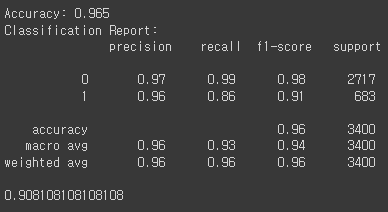 Accuracy: 0.965
Classification Report:
              precision    recall  f1-score   support

           0       0.97      0.99      0.98      2717
           1       0.96      0.86      0.91       683

    accuracy                           0.96      3400
   macro avg       0.96      0.93      0.94      3400
weighted avg       0.96      0.96      0.96      3400

0.908108108108108